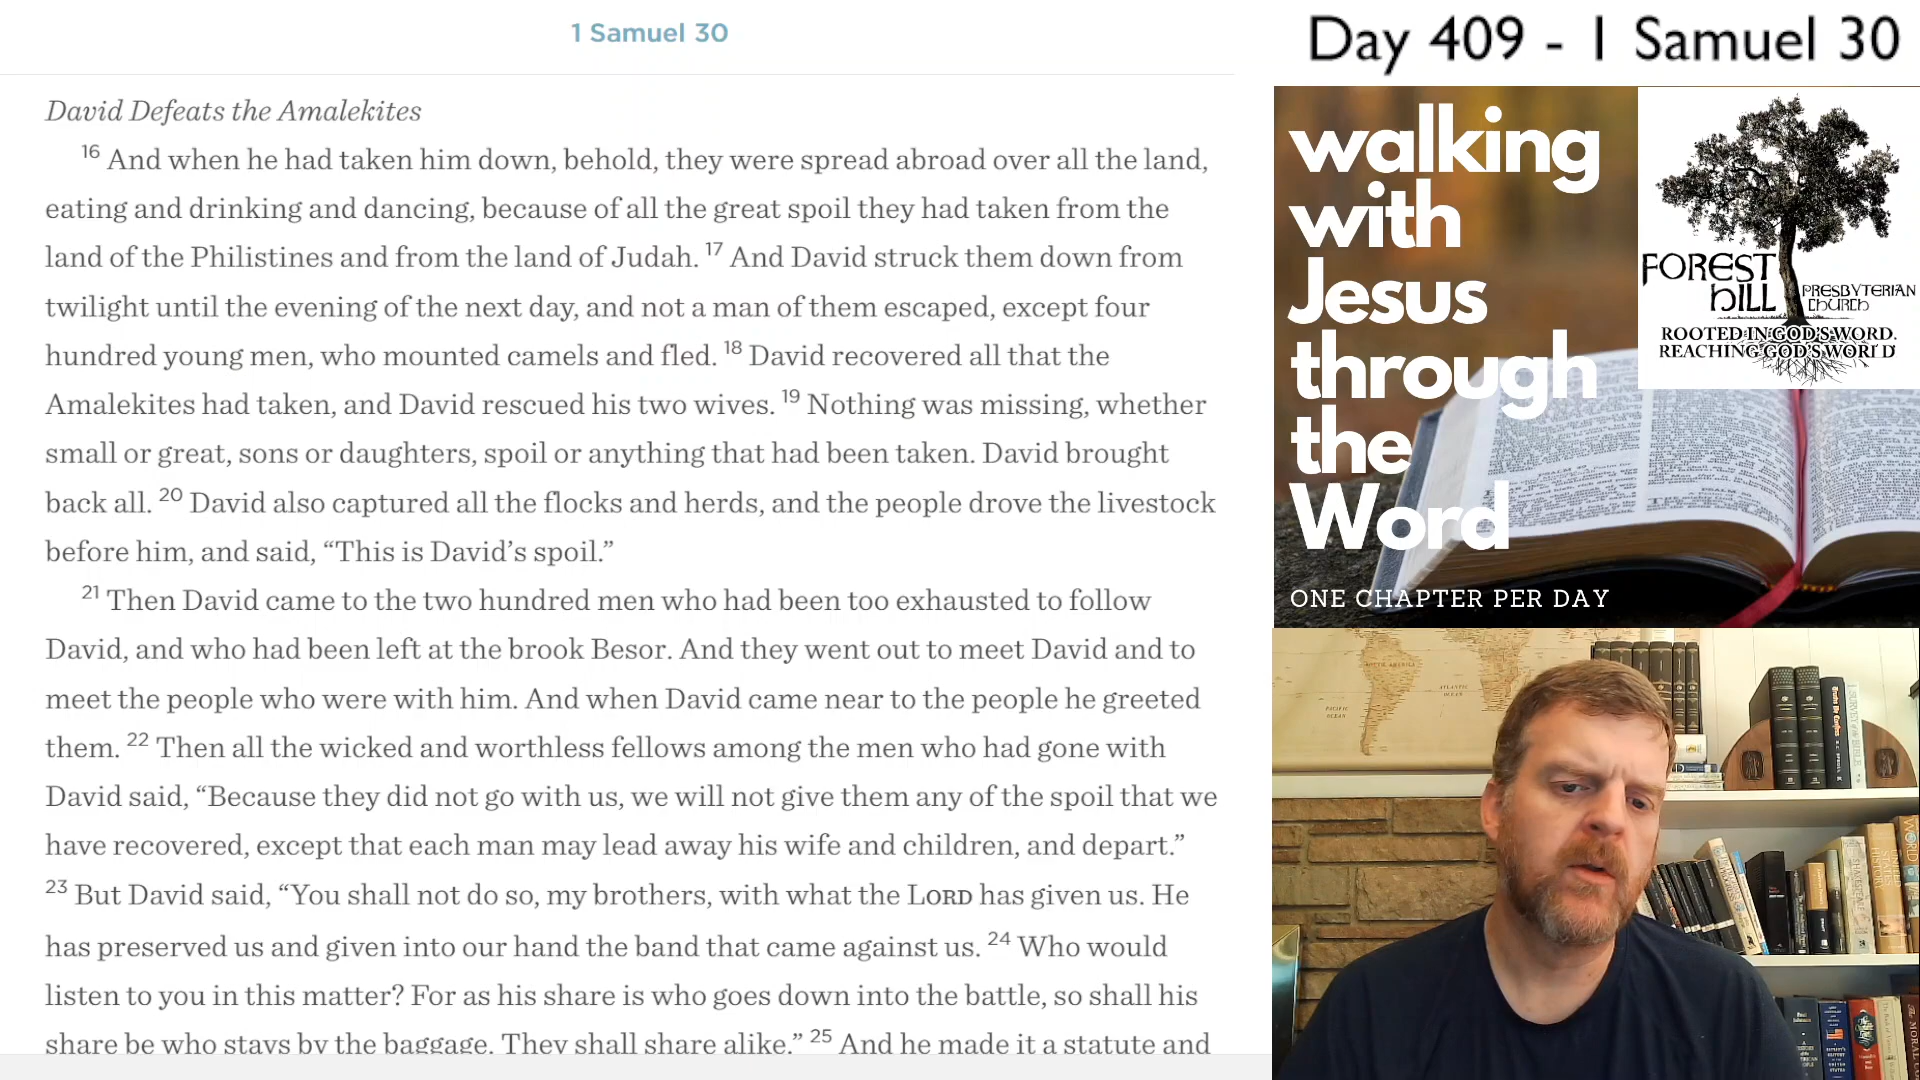 1 Samuel 30
David Defeats the Amalekites
16 And when he had taken him down, behold, they were spread abroad over all the land,
eating and drinking and dancing, because of all the great spoil they had taken from the
land of the Philistines and from the land of Judah. 17 And David struck them down from
twilight until the evening of the next day, and not a man of them escaped, except four
hundred young men, who mounted camels and fled. 18 David recovered all that the
Amalekites had taken, and David rescued his two wives. 19 Nothing was missing, whether
small or great, sons or daughters, spoil or anything that had been taken. David brought
back all. 20 David also captured all the flocks and herds, and the people drove the livestock
before him, and said, “This is David’s spoil.”
21 Then David came to the two hundred men who had been too exhausted to follow
David, and who had been left at the brook Besor. And they went out to meet David and to
meet the people who were with him. And when David came near to the people he greeted
them. 22 Then all the wicked and worthless fellows among the men who had gone with
David said, “Because they did not go with us, we will not give them any of the spoil that we
have recovered, except that each man may lead away his wife and children, and depart.”
23 But David said, “You shall not do so, my brothers, with what the LORD has given us. He
has preserved us and given into our hand the band that came against us. 24 Who would
listen to you in this matter? For as his share is who goes down into the battle, so shall his
share be who stays by the baggage. They shall share alike.” 25 And he made it a statute and
Day 409 - 1 Samuel 30
walking
with
Jesus
through
the
Word
ONE CHAPTER PER DAY
FOREST
HILL
PRESBYTERIAN
CHURCH
ROOTED IN GOD'S WORD.
REACHING GOD'S WORLD
SOUTH AMERICA
ATLANTIC
OCEAN
PACIFIC
OCEAN